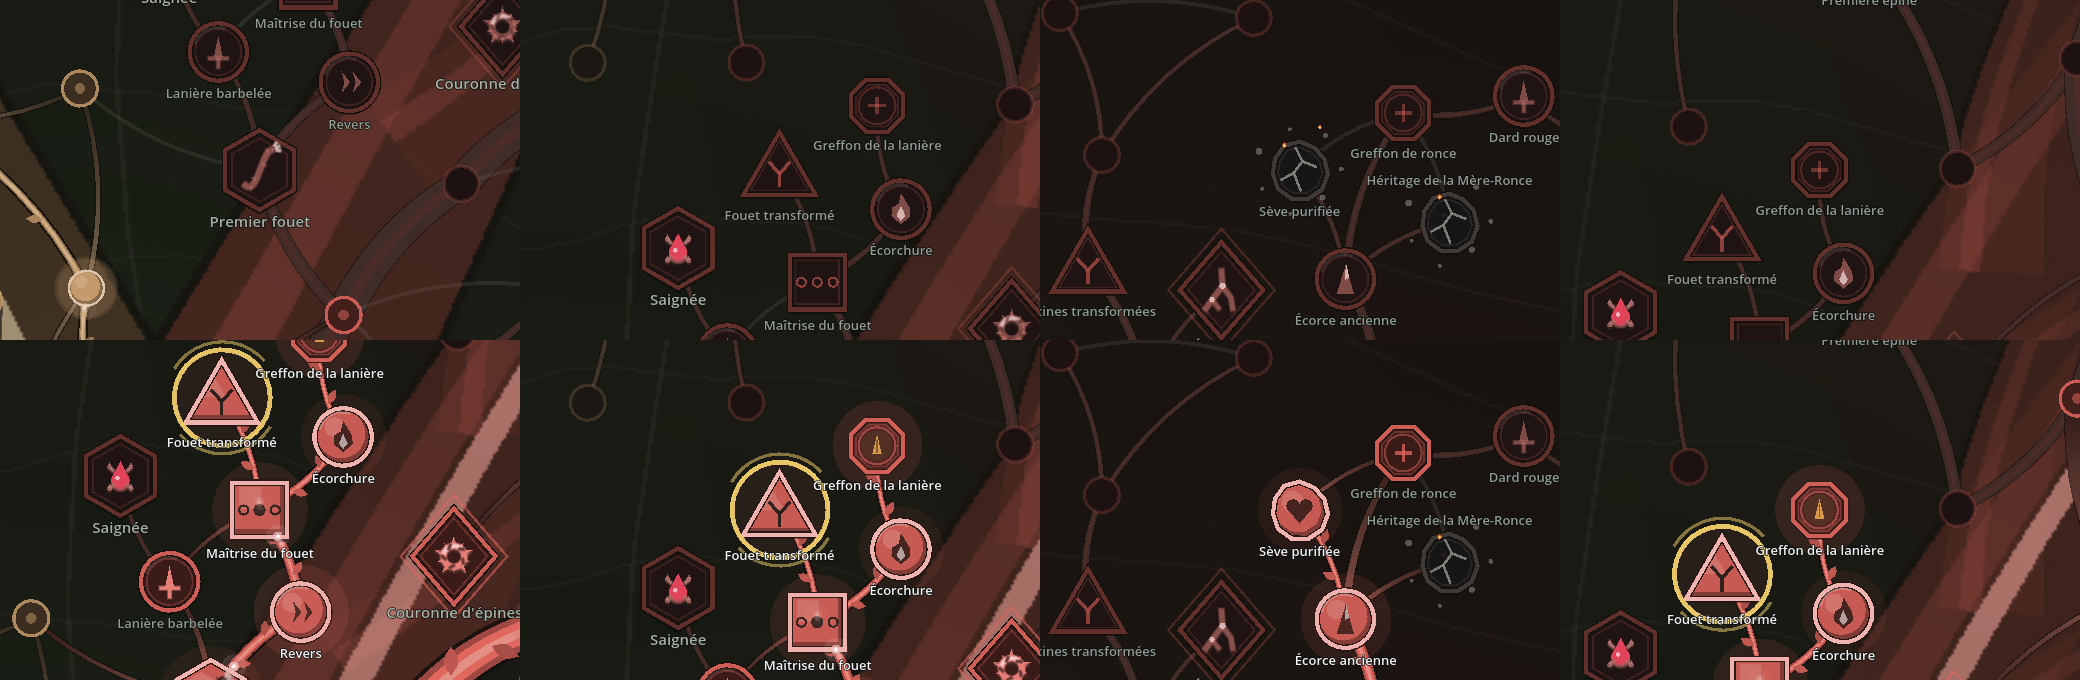 Saignée
Maîtrise du fouet
Lanière barbelée
Revers
Couronne d
Premier fouet
Greffon de la lanière
Fouet transformé
Écorchure
Saignée
Maîtrise du fouet
Greffon de ronce
Dard rouge
Héritage de la Mère-Ronce
Sève purifiée
cines transformées
Écorce ancienne
Première épine
Greffon de la lanière
Fouet transformé
Écorchure
Greffon de la lanière
Fouet transformé
Écorchure
Saignée
Maîtrise du fouet
Lanière barbelée
Couronne d'épines
Revers
Greffon de la lanière
Fouet transformé
Écorchure
Saignée
Maîtrise du fouet
Greffon de ronce
Dard rouge
Héritage de la Mère-Ronce
Sève purifiée
cines transformées
Écorce ancienne
Première épine
Greffon de la lanière
Fouet transformé
Écorchure